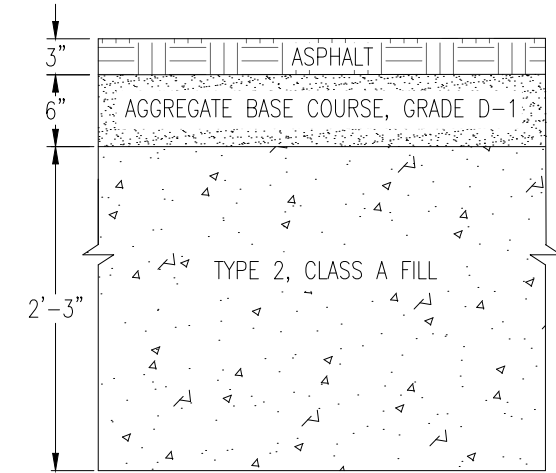 3" ASPHALT
6" AGGREGATE BASE COURSE, GRADE D-1
TYPE 2, CLASS A FILL
2'-3"